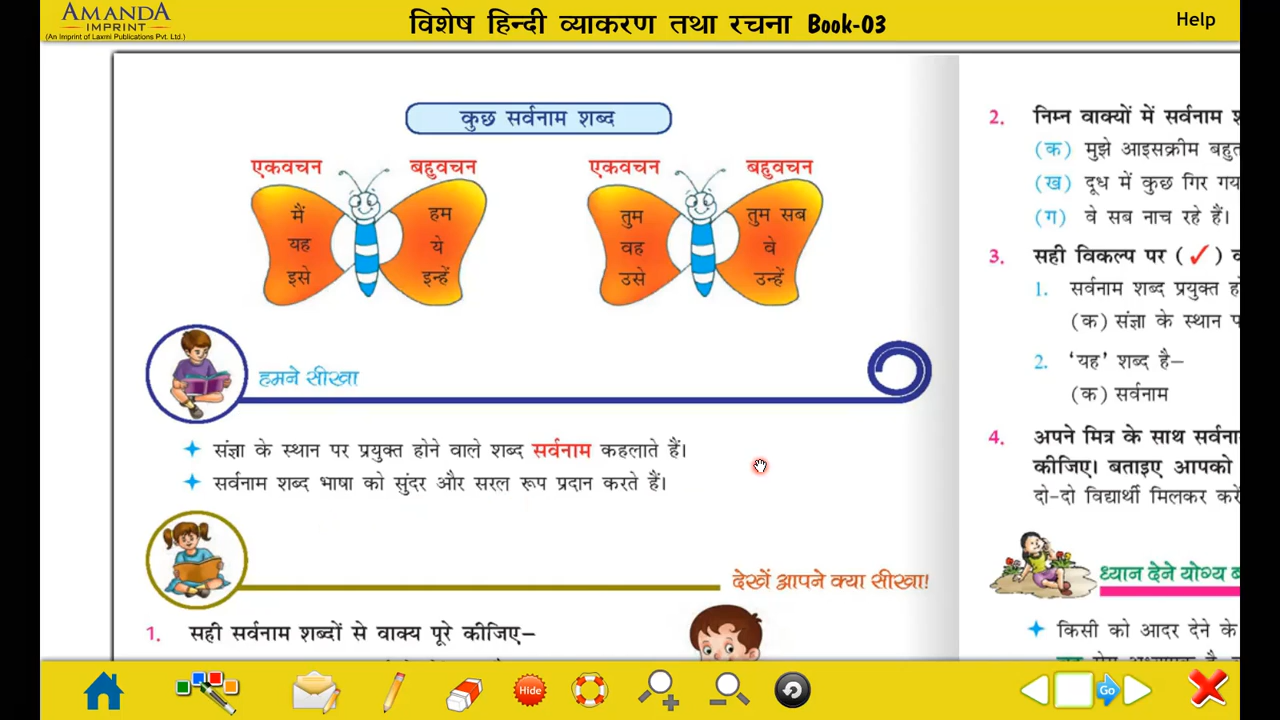 AMANDA
IMPRINT
(An Imprint of Laxmi Publications Pvt. Ltd.)
विशेष हिन्दी व्याकरण तथा रचना Book-03
Help
कुछ सर्वनाम शब्द
एकवचन बहुवचन
मैं हम
यह ये
इसे इन्हें
एकवचन बहुवचन
तुम तुम सब
वह वे
उसे उन्हें
हमने सीखा
संज्ञा के स्थान पर प्रयुक्त होने वाले शब्द सर्वनाम कहलाते हैं।
सर्वनाम शब्द भाषा को सुंदर और सरल रूप प्रदान करते हैं।
देखें आपने क्या सीखा!
1. सही सर्वनाम शब्दों से वाक्य पूरे कीजिए–
2. निम्न वाक्यों में सर्वनाम
(क) मुझे आइसक्रीम
(ख) दूध में कुछ गिर
(ग) वे सब नाच रहे हैं।
3. सही विकल्प पर (✓)
1. सर्वनाम शब्द प्रयुक्त
(क) संज्ञा के स्थान
2. ‘यह’ शब्द है–
(क) सर्वनाम
4. अपने मित्र के साथ
कीजिए। बताइए आपको
दो-दो विद्यार्थी मिलकर
ध्यान देने योग्य
किसी को आदर देने के
Hide
Go